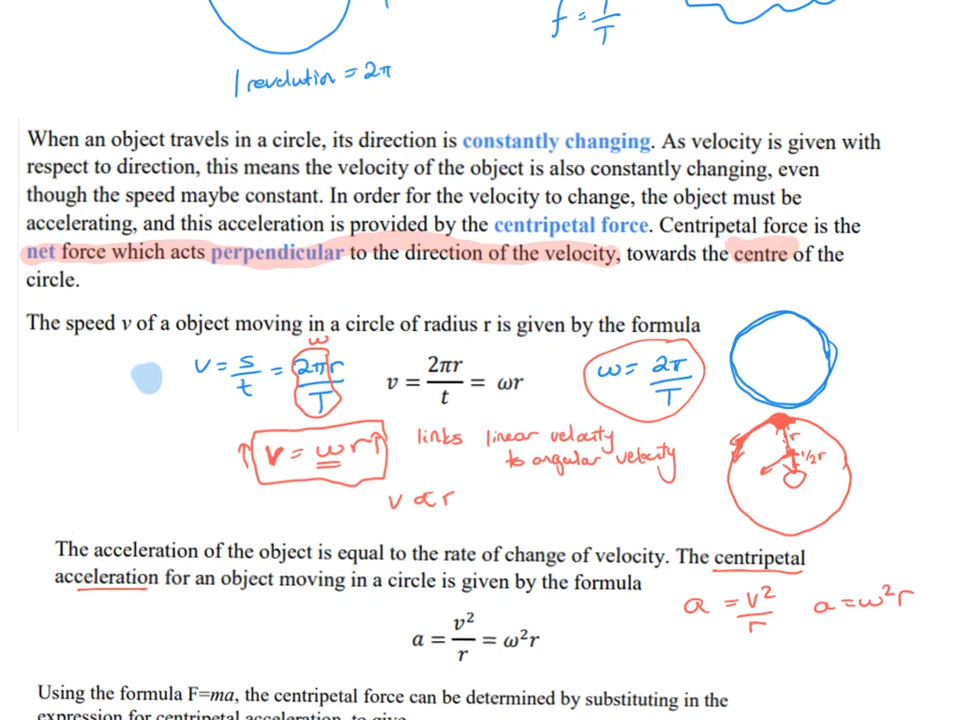 f = 1/T
1 revolution = 2π
When an object travels in a circle, its direction is constantly changing. As velocity is given with
respect to direction, this means the velocity of the object is also constantly changing, even
though the speed maybe constant. In order for the velocity to change, the object must be
accelerating, and this acceleration is provided by the centripetal force. Centripetal force is the
net force which acts perpendicular to the direction of the velocity, towards the centre of the
circle.
The speed v of a object moving in a circle of radius r is given by the formula
ω
v = s/t = 2πr/T
v = 2πr/t = ωr
ω = 2π/T
↑ v = ωr ↑
links linear velocity
to angular velocity
r
1/2r
v ∝ r
The acceleration of the object is equal to the rate of change of velocity. The centripetal
acceleration for an object moving in a circle is given by the formula
a = v²/r a = ω²r
a = v²/r = ω²r
Using the formula F=ma, the centripetal force can be determined by substituting in the
expression for centripetal acceleration, to give